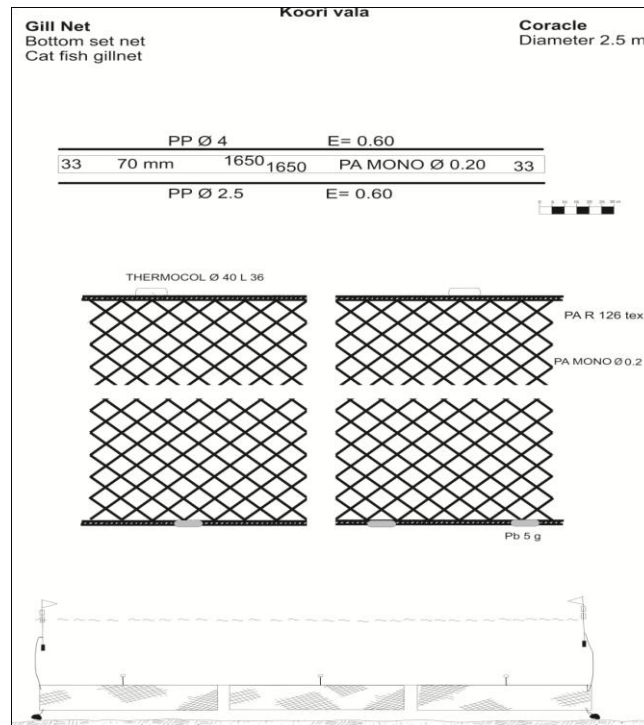 Koori vala
Gill Net
Bottom set net
Cat fish gillnet
Coracle
Diameter 2.5 m
PP Ø 4 E= 0.60
33 70 mm 1650 1650 PA MONO Ø 0.20 33
PP Ø 2.5 E= 0.60
THERMOCOL Ø 40 L 36
PA R 126 tex
PA MONO Ø 0.2
Pb 5 g